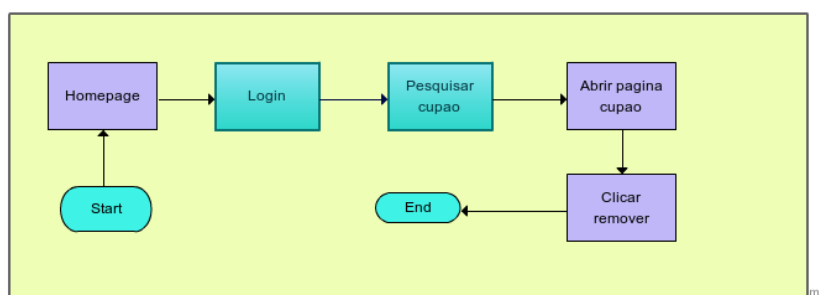 Homepage
Login
Pesquisar
cupao
Abrir pagina
cupao
Start
End
Clicar
remover
m